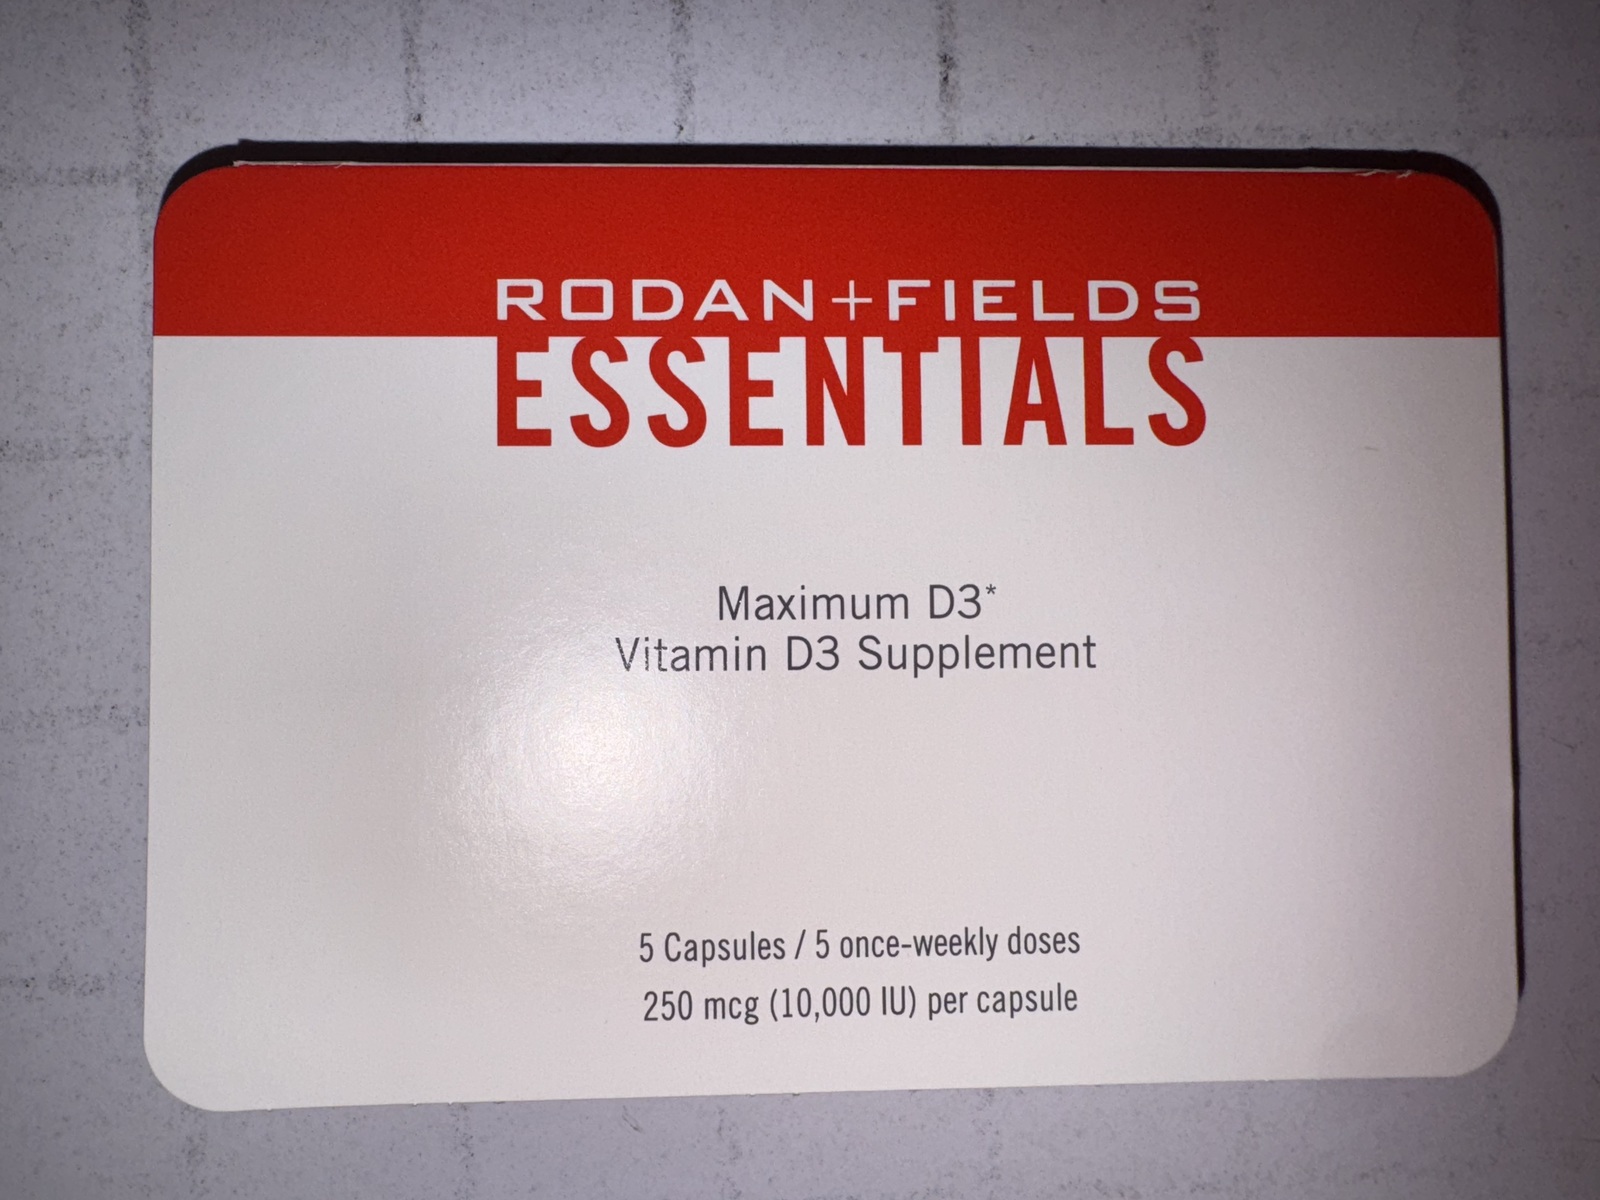 RODAN+FIELDS
ESSENTIALS
Maximum D3*
Vitamin D3 Supplement
5 Capsules / 5 once-weekly doses
250 mcg (10,000 IU) per capsule